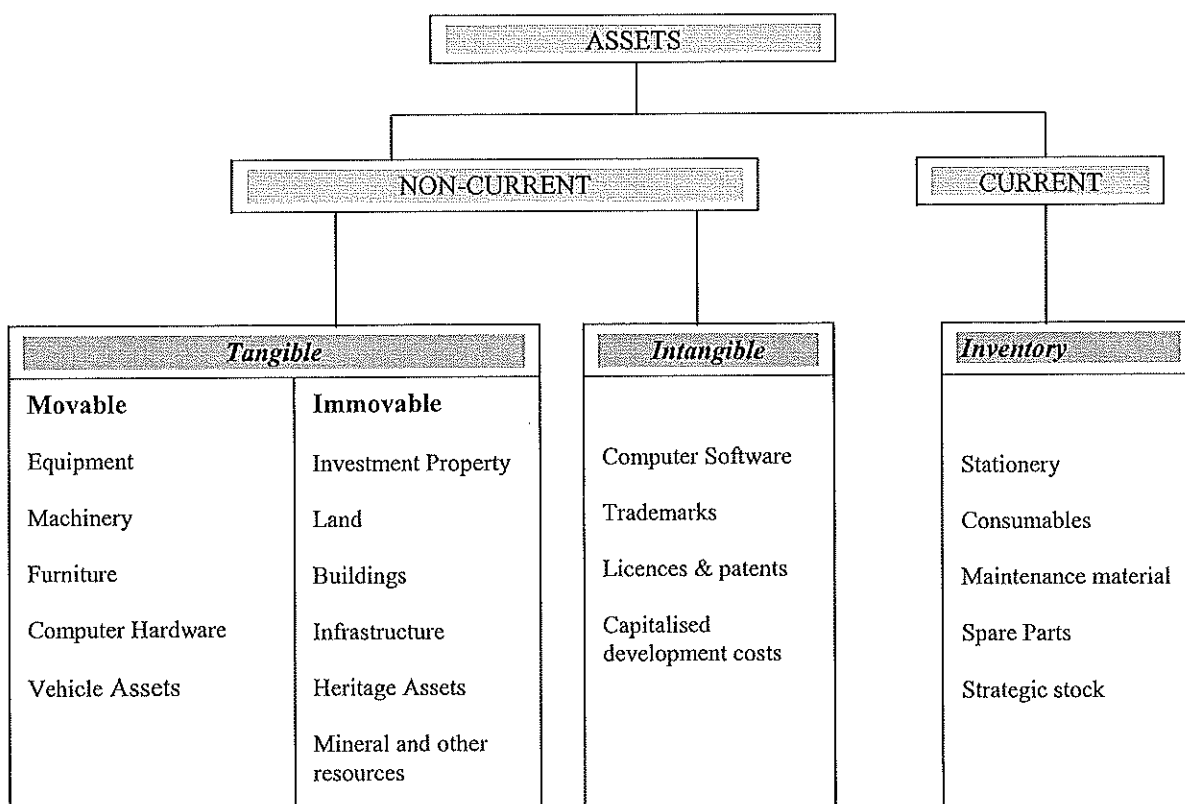 ASSETS
NON-CURRENT
CURRENT
Tangible
Movable
Equipment
Machinery
Furniture
Computer Hardware
Vehicle Assets
Immovable
Investment Property
Land
Buildings
Infrastructure
Heritage Assets
Mineral and other
resources
Intangible
Computer Software
Trademarks
Licences & patents
Capitalised
development costs
Inventory
Stationery
Consumables
Maintenance material
Spare Parts
Strategic stock